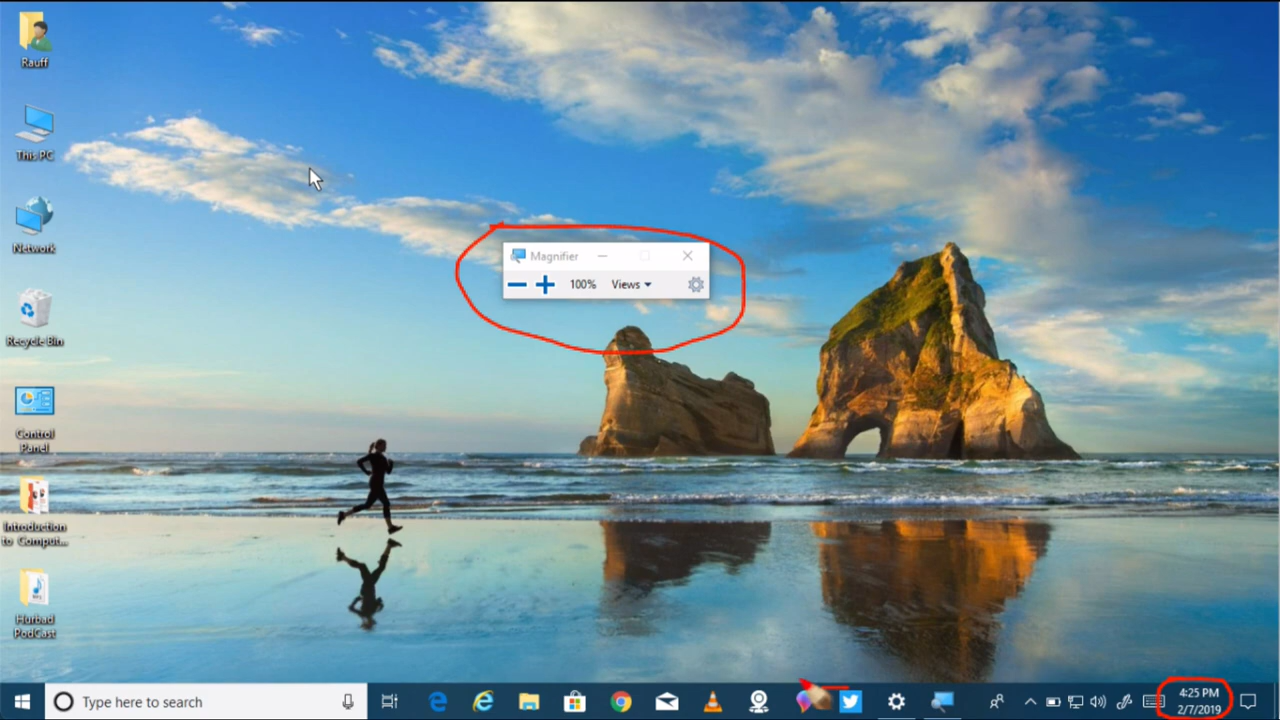 Rauff
This PC
Network
Recycle Bin
Control
Panel
Introduction
to Comput...
Hurbad
PodCast
Magnifier
100% Views
Type here to search
4:25 PM
2/7/2019